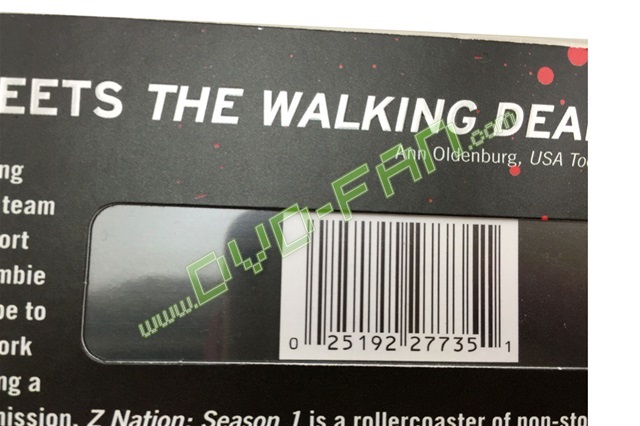 EETS THE WALKING DEA
Ann Oldenburg, USA To
ng
team
ort
mbie
e to
ork
ng a
mission. Z Nation: Season 1 is a rollercoaster of non-sto
www.DVD-Fan.com
0 25192 27735 1